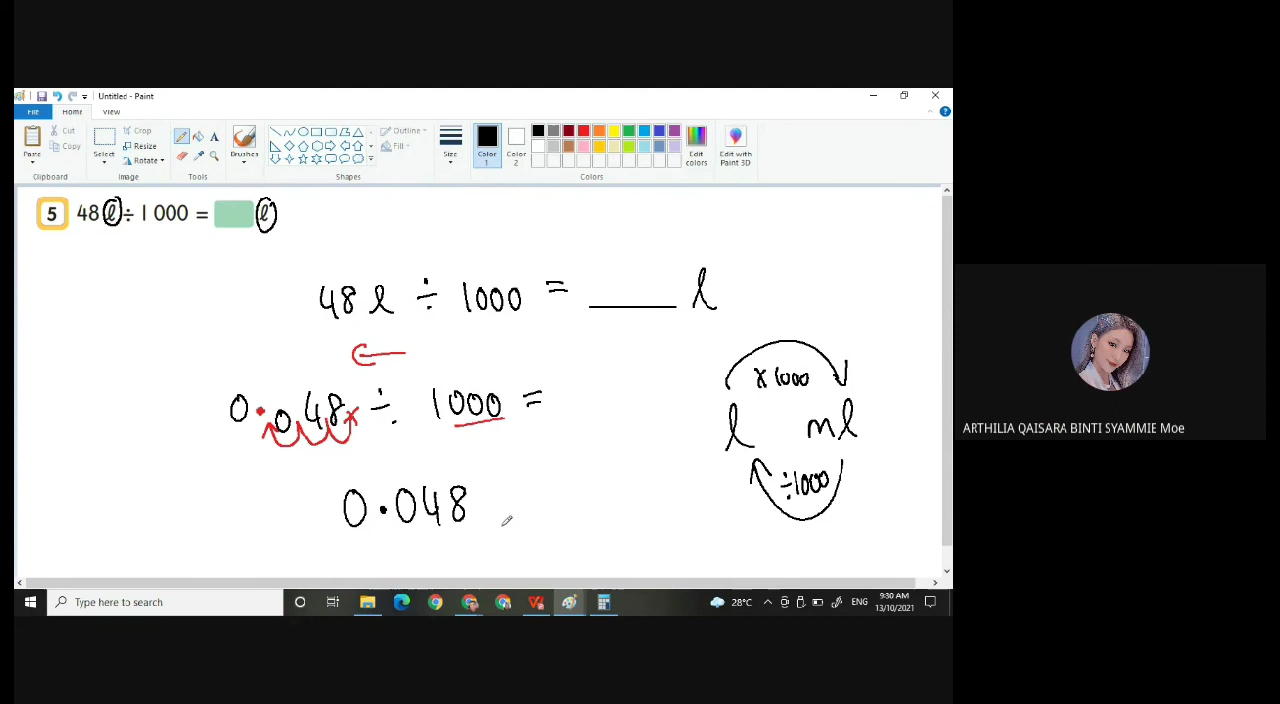 Untitled - Paint
File Home View
Paste
Cut
Copy
Clipboard
Select
Crop
Resize
Rotate
Image
A
Tools
Brushes
Shapes
Outline
Fill
Size
Color 1
Color 2
Colors
Edit colors
Edit with Paint 3D
5 48 ℓ ÷ 1 000 = ℓ
48 l ÷ 1000 = ____ l
0.048 ÷ 1000 =
0.048
x 1000
l ml
÷1000
ARTHILIA QAISARA BINTI SYAMMIE Moe
Type here to search
28°C
ENG
9:30 AM
13/10/2021